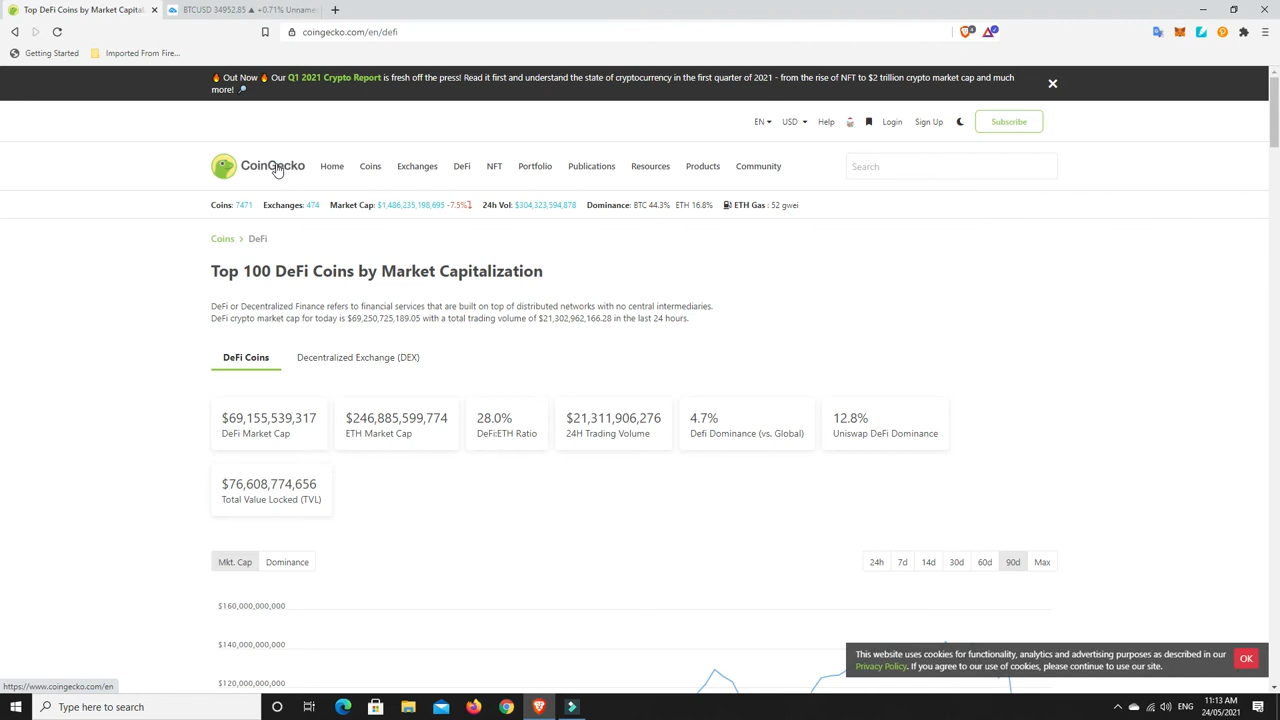 Top DeFi Coins by Market Capital
BTCUSD 34952.85 ▲ +0.71% Unname
coingecko.com/en/defi
Getting Started
Imported From Fire...
🔥 Out Now 🔥 Our Q1 2021 Crypto Report is fresh off the press! Read it first and understand the state of cryptocurrency in the first quarter of 2021 - from the rise of NFT to $2 trillion crypto market cap and much
more! 🔎
EN USD Help Login Sign Up Subscribe
CoinGecko Home Coins Exchanges DeFi NFT Portfolio Publications Resources Products Community Search
Coins: 7471 Exchanges: 474 Market Cap: $1,486,235,198,695 -7.5% 24h Vol: $304,323,594,878 Dominance: BTC 44.3% ETH 16.8% ETH Gas : 52 gwei
Coins > DeFi
Top 100 DeFi Coins by Market Capitalization
DeFi or Decentralized Finance refers to financial services that are built on top of distributed networks with no central intermediaries.
DeFi crypto market cap for today is $69,250,725,189.05 with a total trading volume of $21,302,962,166.28 in the last 24 hours.
DeFi Coins Decentralized Exchange (DEX)
$69,155,539,317 $246,885,599,774 28.0% $21,311,906,276 4.7% 12.8%
DeFi Market Cap ETH Market Cap DeFi:ETH Ratio 24H Trading Volume Defi Dominance (vs. Global) Uniswap DeFi Dominance
$76,608,774,656
Total Value Locked (TVL)
Mkt. Cap Dominance 24h 7d 14d 30d 60d 90d Max
$160,000,000,000
$140,000,000,000
$120,000,000,000
This website uses cookies for functionality, analytics and advertising purposes as described in our
Privacy Policy. If you agree to our use of cookies, please continue to use our site.
OK
https://www.coingecko.com/en
Type here to search
ENG
11:13 AM
24/05/2021